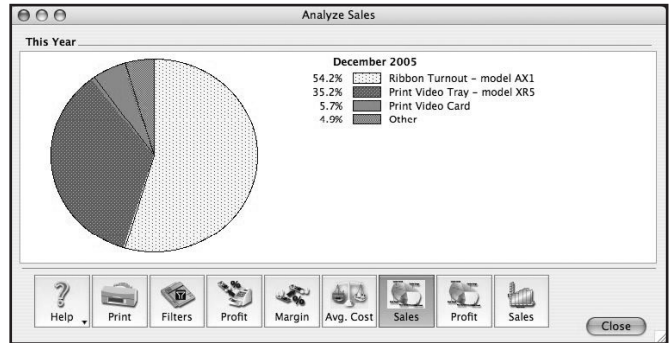 Analyze Sales
This Year
December 2005
54.2% Ribbon Turnout - model AX1
35.2% Print Video Tray - model XR5
5.7% Print Video Card
4.9% Other
Help Print Filters Profit Margin Avg. Cost Sales Profit Sales
Close